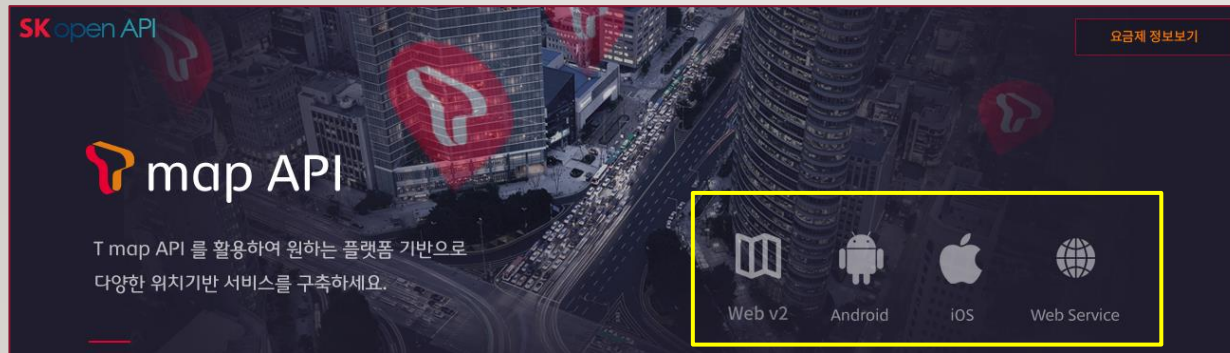 SK open API
요금제 정보보기
T map API
T map API 를 활용하여 원하는 플랫폼 기반으로
다양한 위치기반 서비스를 구축하세요.
Web v2
Android
iOS
Web Service